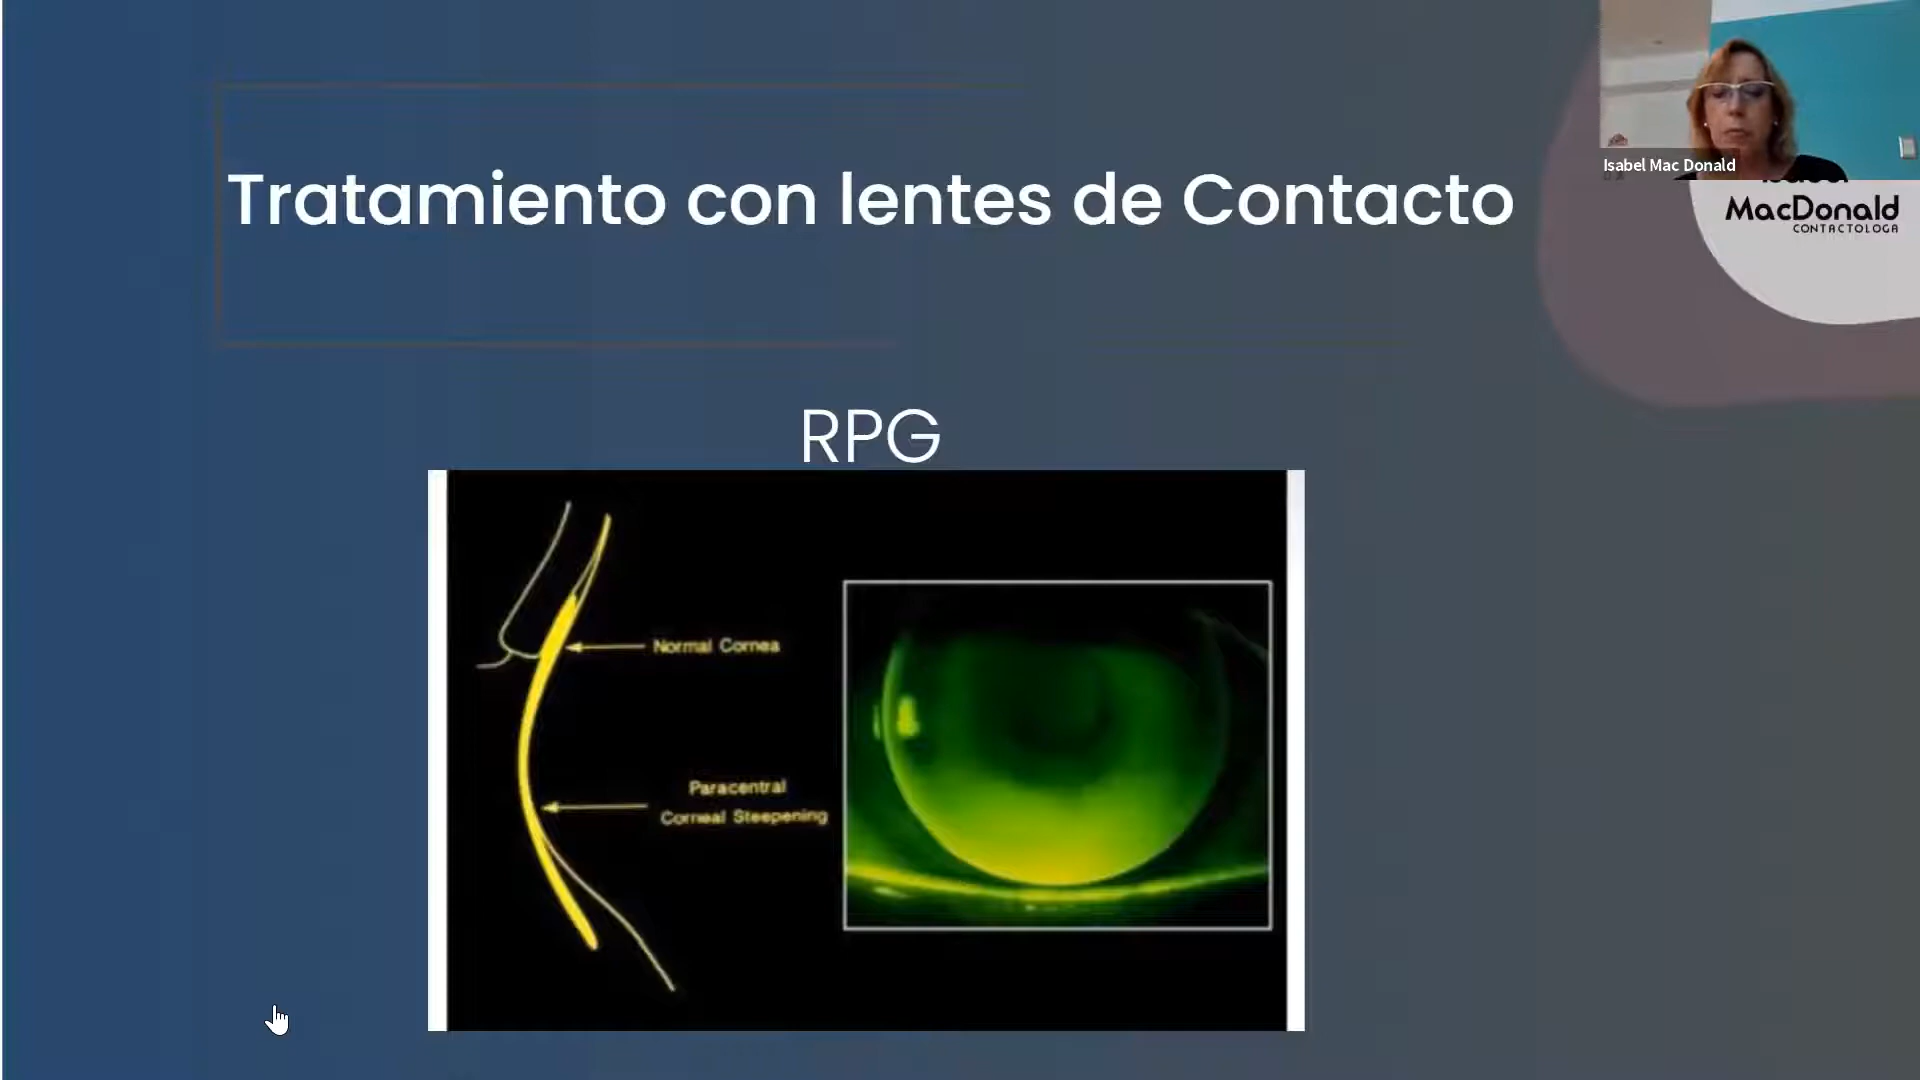 Tratamiento con lentes de Contacto
Isabel Mac Donald
MacDonald
CONTACTOLOGA
RPG
Normal Cornea
Paracentral
Corneal Steepening